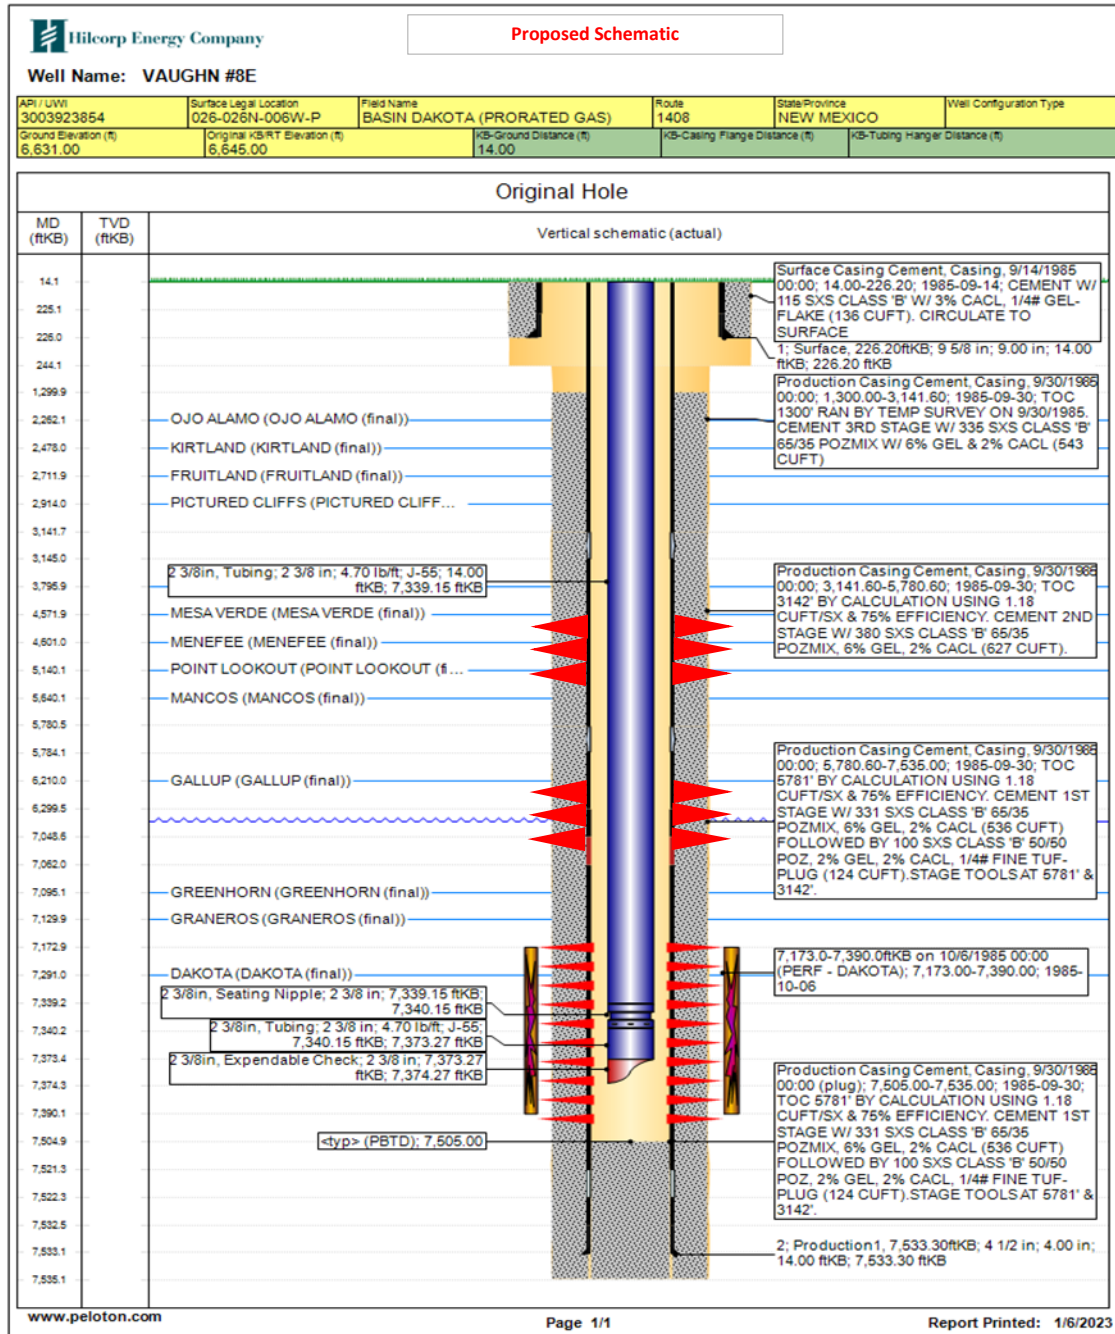 Hilcorp Energy Company
Proposed Schematic
Well Name: VAUGHN #8E
API / UWI
3003923854
Surface Legal Location
026-026N-006W-P
Field Name
BASIN DAKOTA (PRORATED GAS)
Route
1408
State/Province
NEW MEXICO
Well Configuration Type
Ground Elevation (ft)
6,631.00
Original KB/RT Elevation (ft)
6,645.00
KB-Ground Distance (ft)
14.00
KB-Casing Flange Distance (ft)
KB-Tubing Hanger Distance (ft)
Original Hole
MD
(ftKB)
TVD
(ftKB)
Vertical schematic (actual)
14.1
225.1
226.0
244.1
1,299.9
2,262.1
2,478.0
2,711.9
2,914.0
3,141.7
3,145.0
3,795.9
4,571.9
4,601.0
5,140.1
5,640.1
5,780.5
5,784.1
6,210.0
6,299.5
7,048.6
7,062.0
7,095.1
7,129.9
7,172.9
7,291.0
7,339.2
7,340.2
7,373.4
7,374.3
7,390.1
7,504.9
7,521.3
7,522.3
7,532.5
7,533.1
7,535.1
OJO ALAMO (OJO ALAMO (final))
KIRTLAND (KIRTLAND (final))
FRUITLAND (FRUITLAND (final))
PICTURED CLIFFS (PICTURED CLIFF...
2 3/8in, Tubing; 2 3/8 in; 4.70 lb/ft; J-55; 14.00
ftKB; 7,339.15 ftKB
MESA VERDE (MESA VERDE (final))
MENEFEE (MENEFEE (final))
POINT LOOKOUT (POINT LOOKOUT (fi...
MANCOS (MANCOS (final))
GALLUP (GALLUP (final))
GREENHORN (GREENHORN (final))
GRANEROS (GRANEROS (final))
DAKOTA (DAKOTA (final))
2 3/8in, Seating Nipple; 2 3/8 in; 7,339.15 ftKB;
7,340.15 ftKB
2 3/8in, Tubing; 2 3/8 in; 4.70 lb/ft; J-55;
7,340.15 ftKB; 7,373.27 ftKB
2 3/8in, Expendable Check; 2 3/8 in; 7,373.27
ftKB; 7,374.27 ftKB
<typ> (PBTD); 7,505.00
Surface Casing Cement, Casing, 9/14/1985
00:00; 14.00-226.20; 1985-09-14; CEMENT W/
115 SXS CLASS 'B' W/ 3% CACL, 1/4# GEL-
FLAKE (136 CUFT). CIRCULATE TO
SURFACE
1; Surface, 226.20ftKB; 9 5/8 in; 9.00 in; 14.00
ftKB; 226.20 ftKB
Production Casing Cement, Casing, 9/30/1985
00:00; 1,300.00-3,141.60; 1985-09-30; TOC
1300' RAN BY TEMP SURVEY ON 9/30/1985.
CEMENT 3RD STAGE W/ 335 SXS CLASS 'B'
65/35 POZMIX W/ 6% GEL & 2% CACL (543
CUFT)
Production Casing Cement, Casing, 9/30/1985
00:00; 3,141.60-5,780.60; 1985-09-30; TOC
3142' BY CALCULATION USING 1.18
CUFT/SX & 75% EFFICIENCY. CEMENT 2ND
STAGE W/ 380 SXS CLASS 'B' 65/35
POZMIX, 6% GEL, 2% CACL (627 CUFT).
Production Casing Cement, Casing, 9/30/1985
00:00; 5,780.60-7,535.00; 1985-09-30; TOC
5781' BY CALCULATION USING 1.18
CUFT/SX & 75% EFFICIENCY. CEMENT 1ST
STAGE W/ 331 SXS CLASS 'B' 65/35
POZMIX, 6% GEL, 2% CACL (536 CUFT)
FOLLOWED BY 100 SXS CLASS 'B' 50/50
POZ, 2% GEL, 2% CACL, 1/4# FINE TUF-
PLUG (124 CUFT).STAGE TOOLS AT 5781' &
3142'.
7,173.0-7,390.0ftKB on 10/6/1985 00:00
(PERF - DAKOTA); 7,173.00-7,390.00; 1985-
10-06
Production Casing Cement, Casing, 9/30/1985
00:00 (plug); 7,505.00-7,535.00; 1985-09-30;
TOC 5781' BY CALCULATION USING 1.18
CUFT/SX & 75% EFFICIENCY. CEMENT 1ST
STAGE W/ 331 SXS CLASS 'B' 65/35
POZMIX, 6% GEL, 2% CACL (536 CUFT)
FOLLOWED BY 100 SXS CLASS 'B' 50/50
POZ, 2% GEL, 2% CACL, 1/4# FINE TUF-
PLUG (124 CUFT).STAGE TOOLS AT 5781' &
3142'.
2; Production1, 7,533.30ftKB; 4 1/2 in; 4.00 in;
14.00 ftKB; 7,533.30 ftKB
www.peloton.com
Page 1/1
Report Printed: 1/6/2023